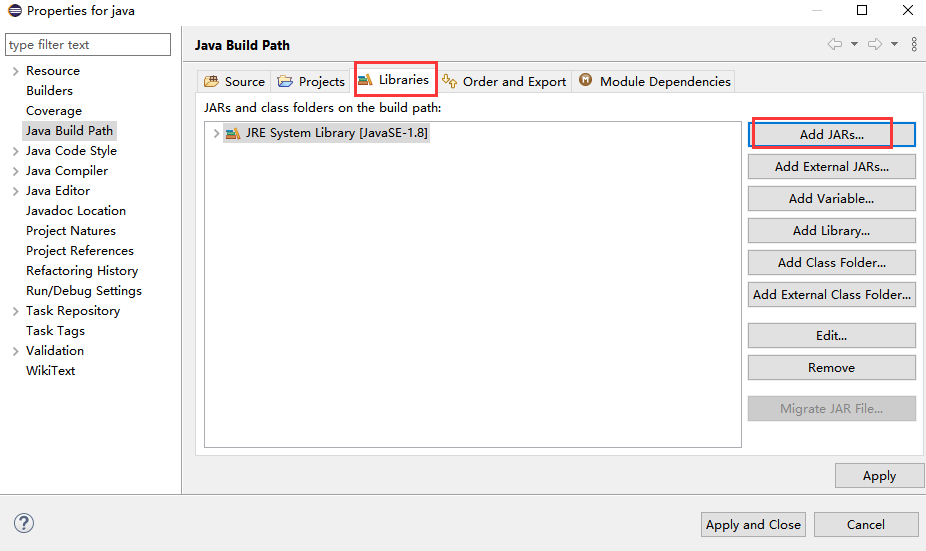 Properties for java
type filter text
Resource
Builders
Coverage
Java Build Path
Java Code Style
Java Compiler
Java Editor
Javadoc Location
Project Natures
Project References
Refactoring History
Run/Debug Settings
Task Repository
Task Tags
Validation
WikiText
Java Build Path
Source Projects Libraries Order and Export Module Dependencies
JARs and class folders on the build path:
JRE System Library [JavaSE-1.8]
Add JARs...
Add External JARs...
Add Variable...
Add Library...
Add Class Folder...
Add External Class Folder...
Edit...
Remove
Migrate JAR File...
Apply
Apply and Close Cancel